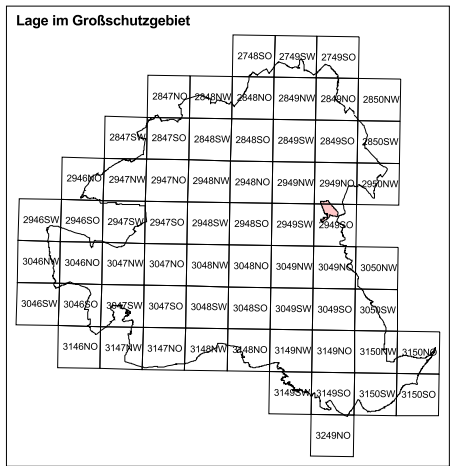 Lage im Großschutzgebiet
2748SO 2749SW 2749SO
2847NO 2848NW 2848NO 2849NW 2849NO 2850NW
2847SW 2847SO 2848SW 2848SO 2849SW 2849SO 2850SW
2946NO 2947NW 2947NO 2948NW 2948NO 2949NW 2949NO 2950NW
2946SW 2946SO 2947SW 2947SO 2948SW 2948SO 2949SW 2949SO
3046NW 3046NO 3047NW 3047NO 3048NW 3048NO 3049NW 3049NO 3050NW
3046SW 3046SO 3047SW 3047SO 3048SW 3048SO 3049SW 3049SO 3050SW
3146NO 3147NW 3147NO 3148NW 3148NO 3149NW 3149NO 3150NW 3150NO
3149SW 3149SO 3150SW 3150SO
3249NO